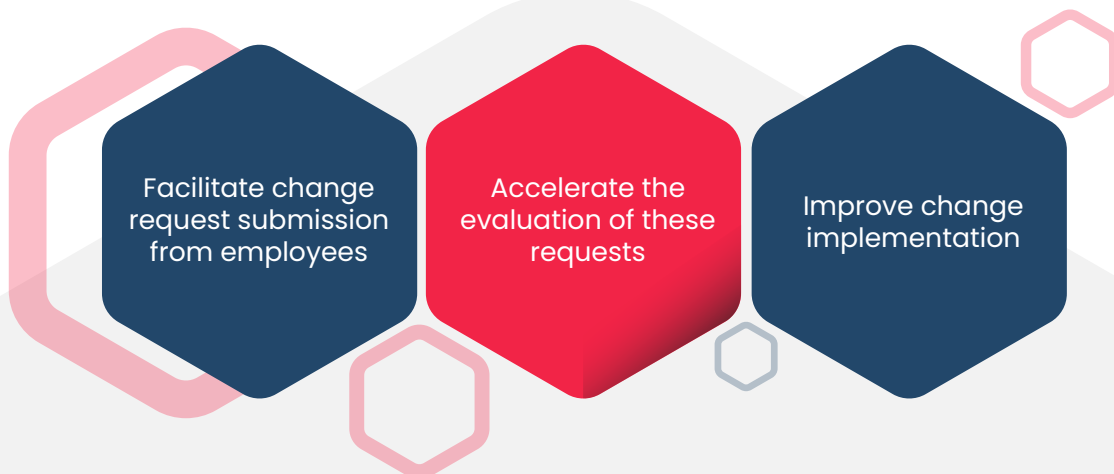 Facilitate change
request submission
from employees
Accelerate the
evaluation of these
requests
Improve change
implementation